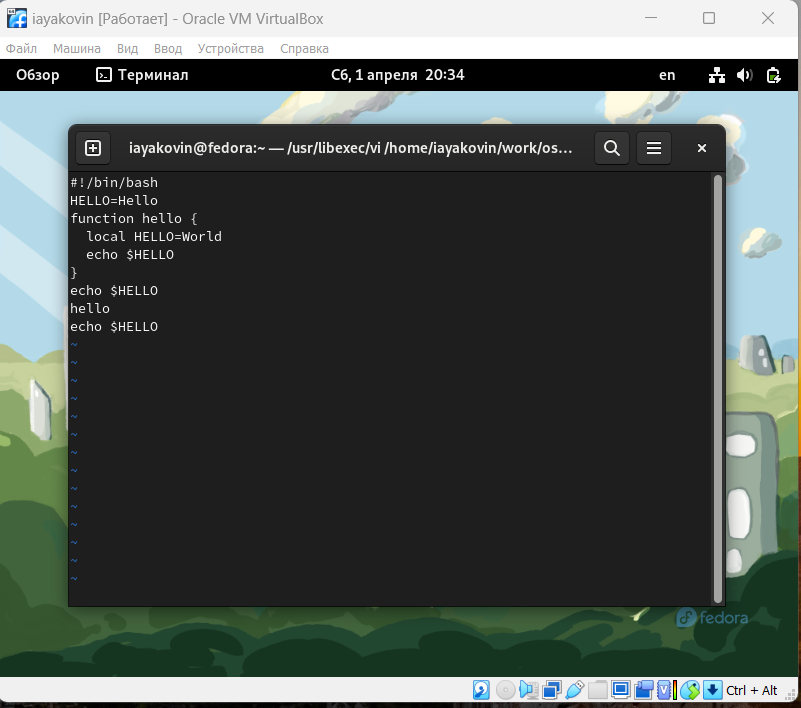 iayakovin [Работает] - Oracle VM VirtualBox
Файл Машина Вид Ввод Устройства Справка
Обзор Терминал Сб, 1 апреля 20:34 en
iayakovin@fedora:~ — /usr/libexec/vi /home/iayakovin/work/os...
#!/bin/bash
HELLO=Hello
function hello {
  local HELLO=World
  echo $HELLO
}
echo $HELLO
hello
echo $HELLO
~
~
~
~
~
~
~
~
~
~
~
~
~
~
fedora
Ctrl + Alt